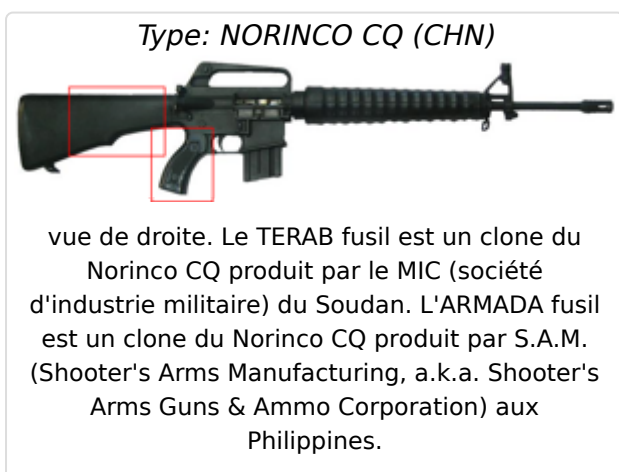 Type: NORINCO CQ (CHN)
vue de droite. Le TERAB fusil est un clone du
Norinco CQ produit par le MIC (société
d'industrie militaire) du Soudan. L'ARMADA fusil
est un clone du Norinco CQ produit par S.A.M.
(Shooter's Arms Manufacturing, a.k.a. Shooter's
Arms Guns & Ammo Corporation) aux
Philippines.